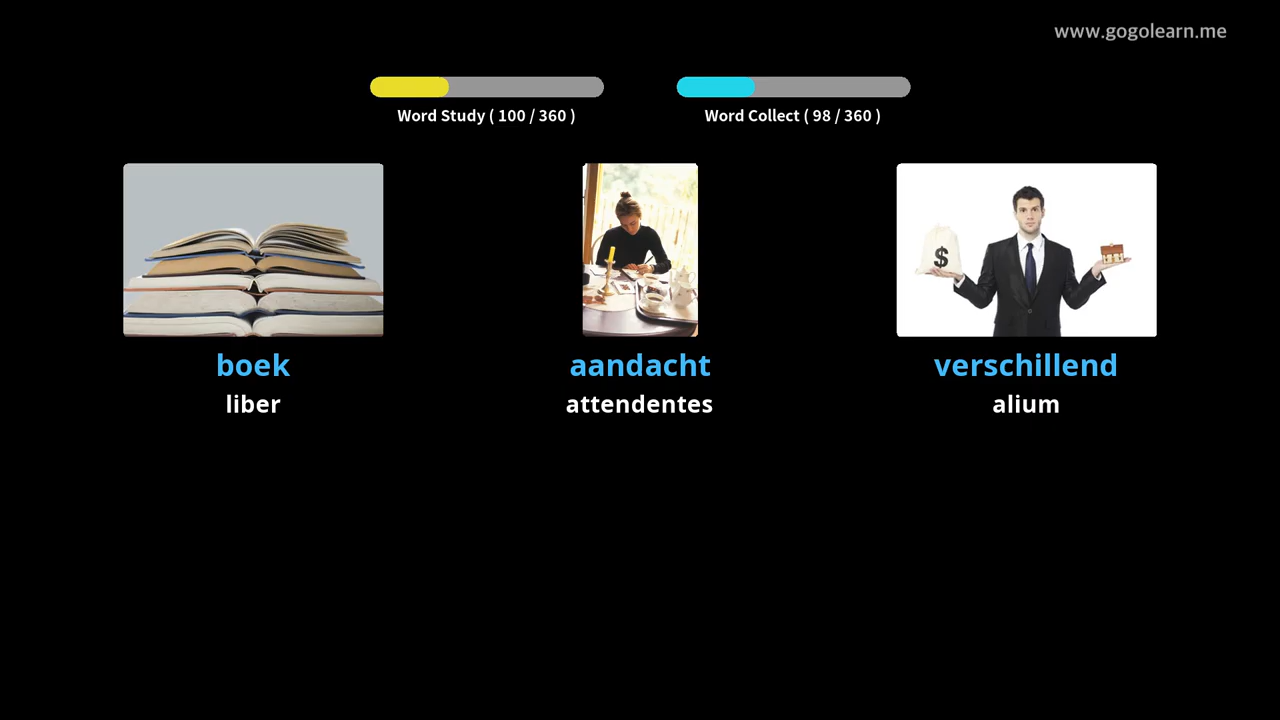 www.gogolearn.me
Word Study ( 100 / 360 )
Word Collect ( 98 / 360 )
$
boek
aandacht
verschillend
liber
attendentes
alium